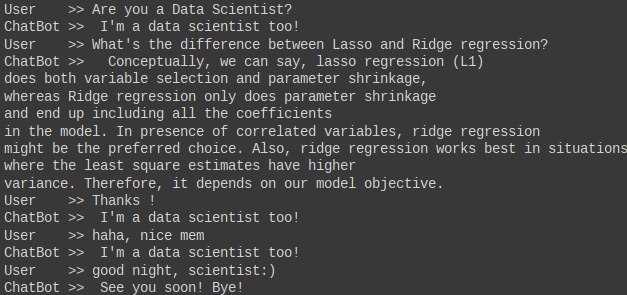 User    >> Are you a Data Scientist?
ChatBot >>  I'm a data scientist too!
User    >> What's the difference between Lasso and Ridge regression?
ChatBot >>   Conceptually, we can say, lasso regression (L1)
does both variable selection and parameter shrinkage,
whereas Ridge regression only does parameter shrinkage
and end up including all the coefficients
in the model. In presence of correlated variables, ridge regression
might be the preferred choice. Also, ridge regression works best in situations
where the least square estimates have higher
variance. Therefore, it depends on our model objective.
User    >> Thanks !
ChatBot >>  I'm a data scientist too!
User    >> haha, nice mem
ChatBot >>  I'm a data scientist too!
User    >> good night, scientist:)
ChatBot >>  See you soon! Bye!